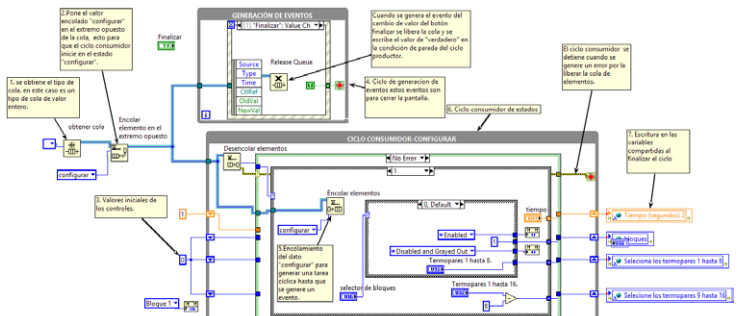 2.Pone el valor
encolado "configurar"
en el extremo opuesto
de la cola, esto para
que el ciclo consumidor
inicie en el estado
"configurar".
Finalizar
GENERACIÓN DE EVENTOS
[1] "Finalizar": Value Ch
Source
Type
Time
CtlRef
OldVal
NewVal
Release Queue
Cuando se genera el evento del
cambio de valor del botón
finalizar se libera la cola y se
escribe el valor de "verdadero" en
la condición de parada del ciclo
productor.
El ciclo consumidor se
detiene cuando se
genera un error por la
liberar la cola de
elementos.
1. se obtiene el tipo de
cola. en este caso es un
tipo de cola de valor
entero.
4. Ciclo de generacion de
eventos estos eventos son
para cerrar la pantalla.
6. Ciclo consumidor de estados
obtener cola
Encolar
elemento en el
extremo opuesto
configurar
CICLO CONSUMIDOR-CONFIGURAR
7. Escritura en las
variables
compartidas al
finalizar el ciclo
Desencolar elementos
No Error
1
3. Valores iniciales
de los controles.
Encolar elementos
configurar
0, Default
tiempo
1
Tiempo (segundos) 2
Enabled
1
Bloques
Disabled and Grayed Out
0
5.Encolamiento
del dato
"configurar" para
generar una tarea
cíclica hasta que
se genere un
evento.
Termopares 1 hasta 8.
Seleccione los termopares 1 hasta 8
selector de bloques
Termopares 1 hasta 16.
8
Seleccione los termopares 9 hasta 16
Bloque 1